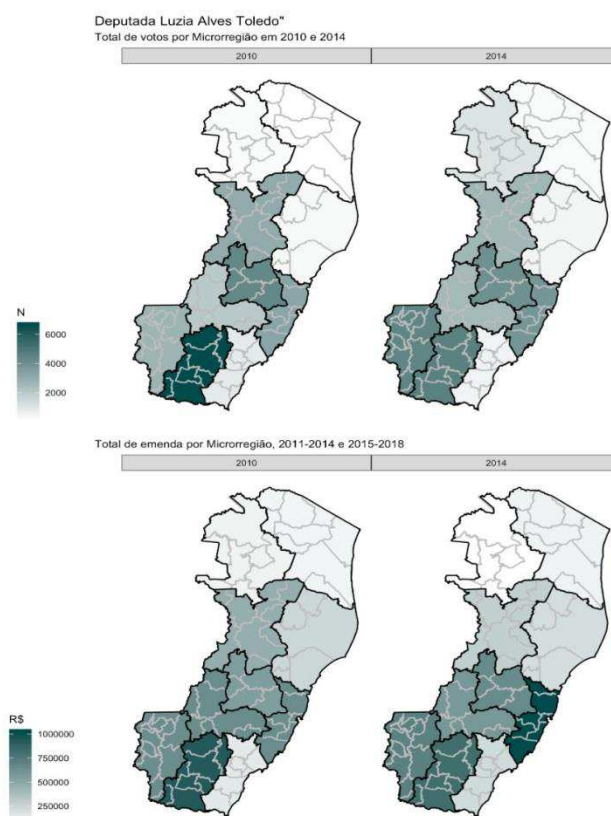 Deputada Luzia Alves Toledo"
Total de votos por Microrregião em 2010 e 2014
2010
2014
N
6000
4000
2000
Total de emenda por Microrregião, 2011-2014 e 2015-2018
2010
2014
R$
1000000
750000
500000
250000